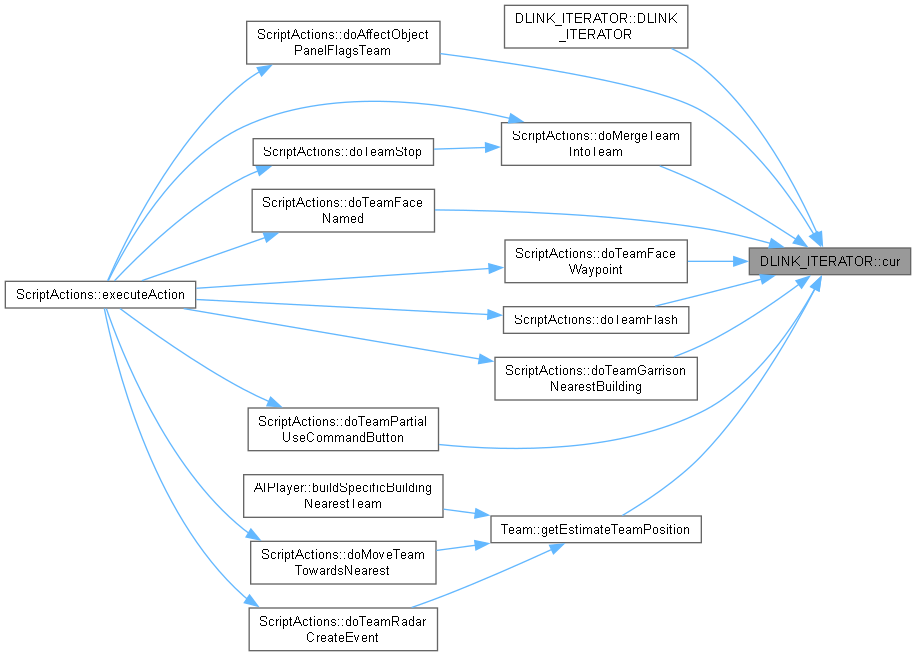 ScriptActions::doAffectObject
PanelFlagsTeam
DLINK_ITERATOR::DLINK
_ITERATOR
ScriptActions::doMergeTeam
IntoTeam
ScriptActions::doTeamStop
ScriptActions::doTeamFace
Named
ScriptActions::doTeamFace
Waypoint
DLINK_ITERATOR::cur
ScriptActions::executeAction
ScriptActions::doTeamFlash
ScriptActions::doTeamGarrison
NearestBuilding
ScriptActions::doTeamPartial
UseCommandButton
AIPlayer::buildSpecificBuilding
NearestTeam
Team::getEstimateTeamPosition
ScriptActions::doMoveTeam
TowardsNearest
ScriptActions::doTeamRadar
CreateEvent